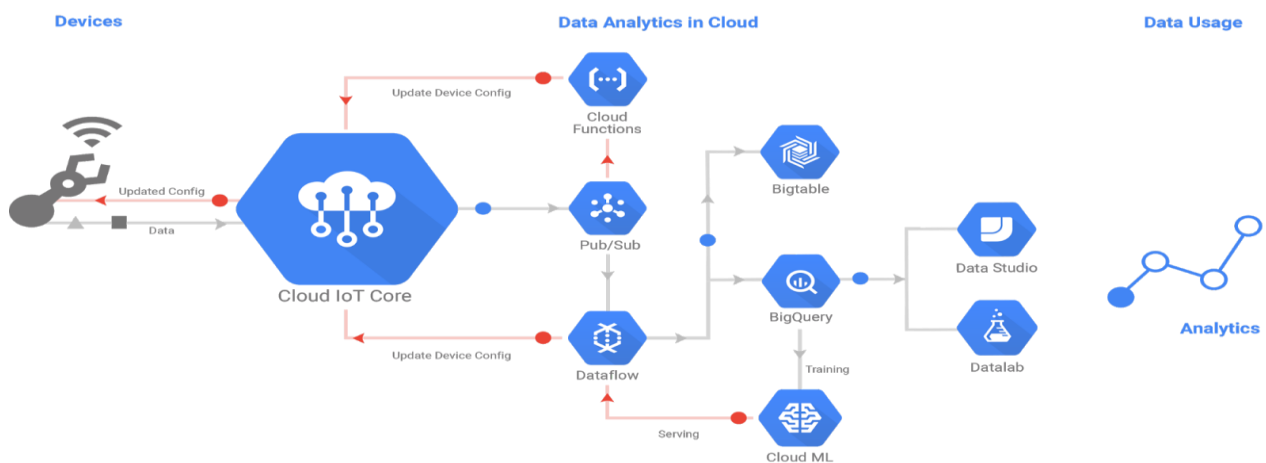 Devices
Data Analytics in Cloud
Data Usage
Update Device Config
Cloud
Functions
Bigtable
Updated Config
Data
Pub/Sub
Data Studio
Cloud IoT Core
BigQuery
Analytics
Update Device Config
Dataflow
Training
Datalab
Serving
Cloud ML